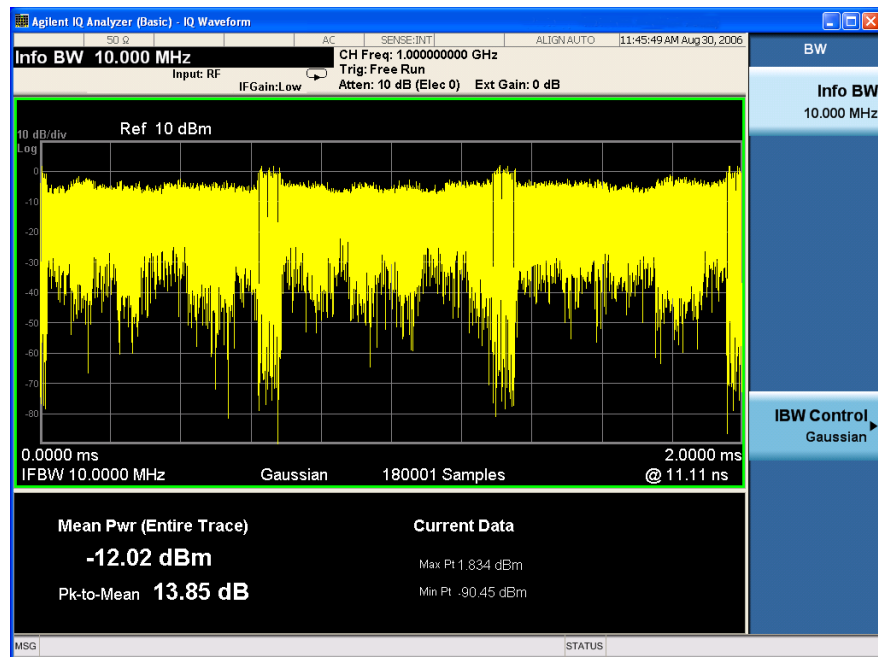 Agilent IQ Analyzer (Basic) - IQ Waveform
50 Ω AC SENSE:INT ALIGN AUTO 11:45:49 AM Aug 30, 2006
Info BW 10.000 MHz
Input: RF
IFGain:Low
CH Freq: 1.000000000 GHz
Trig: Free Run
Atten: 10 dB (Elec 0) Ext Gain: 0 dB
BW
Info BW
10.000 MHz
IBW Control
Gaussian
10 dB/div
Log
Ref 10 dBm
0
-10
-20
-30
-40
-50
-60
-70
-80
0.0000 ms 2.0000 ms
IFBW 10.0000 MHz Gaussian 180001 Samples @ 11.11 ns
Mean Pwr (Entire Trace)
-12.02 dBm
Pk-to-Mean 13.85 dB
Current Data
Max Pt 1.834 dBm
Min Pt -90.45 dBm
MSG STATUS